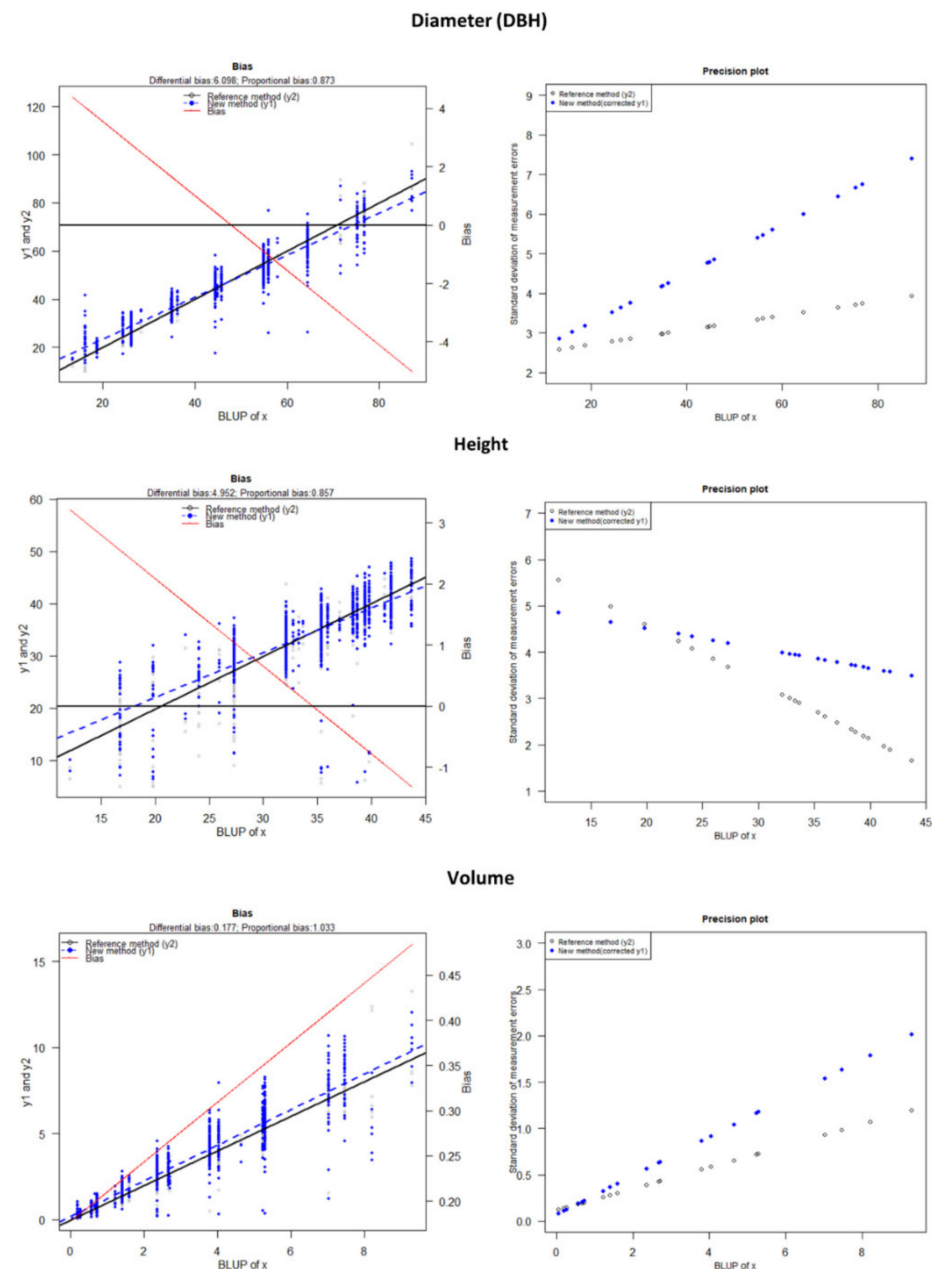 Diameter (DBH)
Bias
Differential bias:6.098; Proportional bias:0.873
Reference method (y2)
New method (y1)
Bias
120
100
80
60
40
20
y1 and y2
4
2
0
-2
-4
Bias
20 40 60 80
BLUP of x
Precision plot
Reference method (y2)
New method(corrected y1)
9
8
7
6
5
4
3
2
Standard deviation of measurement errors
20 40 60 80
BLUP of x
Height
Bias
Differential bias:4.952; Proportional bias:0.857
Reference method (y2)
New method (y1)
Bias
60
50
40
30
20
10
y1 and y2
3
2
1
0
-1
Bias
15 20 25 30 35 40 45
BLUP of x
Precision plot
Reference method (y2)
New method(corrected y1)
7
6
5
4
3
2
1
Standard deviation of measurement errors
15 20 25 30 35 40
BLUP of x
Volume
Bias
Differential bias:0.177; Proportional bias:1.033
Reference method (y2)
New method (y1)
Bias
15
10
5
0
y1 and y2
0.45
0.40
0.35
0.30
0.25
0.20
Bias
0 2 4 6 8
BLUP of x
Precision plot
Reference method (y2)
New method(corrected y1)
3.0
2.5
2.0
1.5
1.0
0.5
0.0
Standard deviation of measurement errors
0 2 4 6 8
BLUP of x